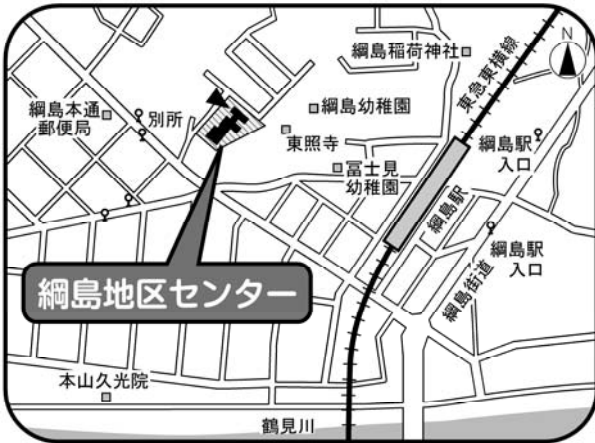 綱島稲荷神社
東急東横線
N
綱島本通
郵便局
別所
綱島幼稚園
東照寺
冨士見
幼稚園
綱島駅
入口
綱島駅
綱島駅
入口
綱島街道
綱島地区センター
本山久光院
鶴見川